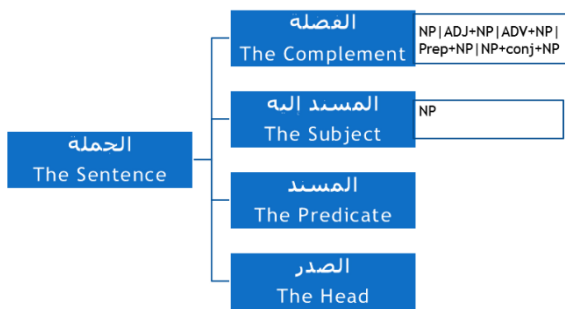 الفضلة
The Complement
NP|ADJ+NP|ADV+NP|
Prep+NP|NP+conj+NP
المسند إليه
The Subject
NP
الجملة
The Sentence
المسند
The Predicate
الصدر
The Head